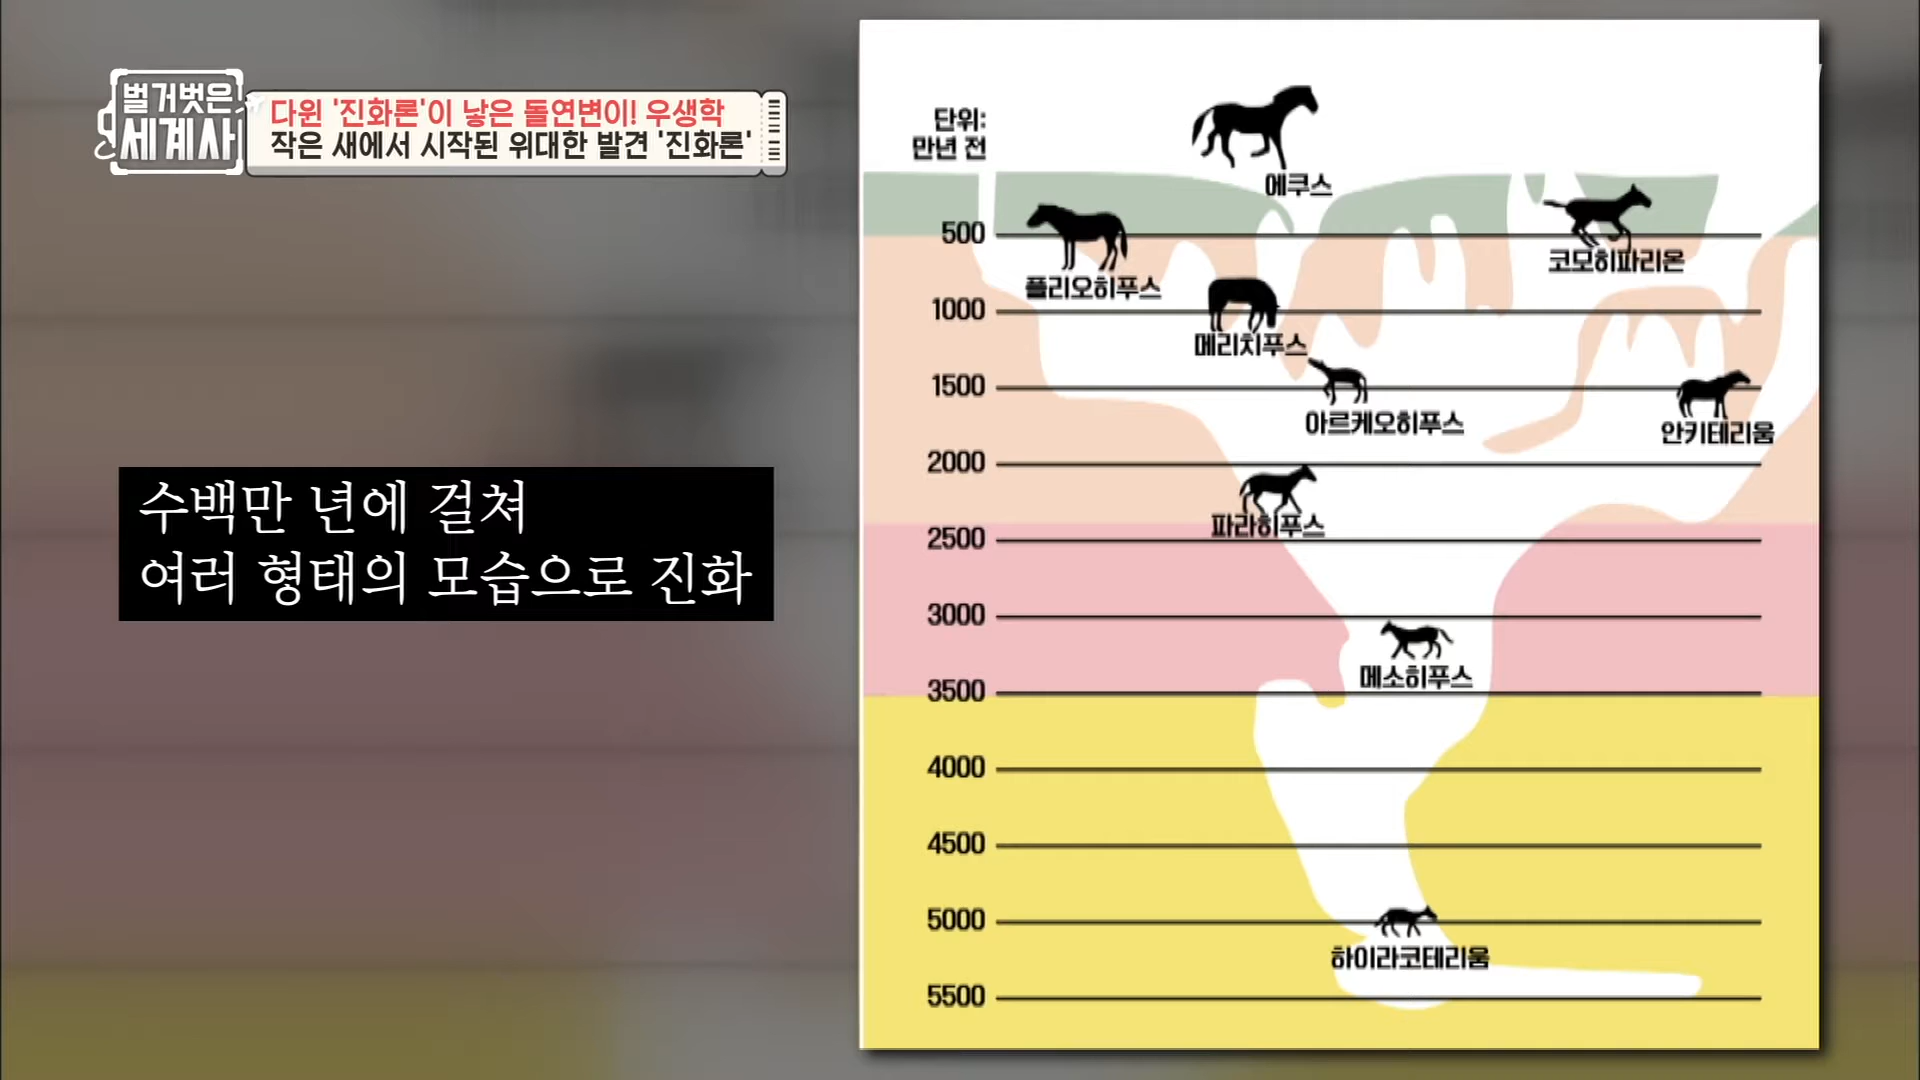 벌거벗은
세계사
다윈 '진화론'이 낳은 돌연변이! 우생학
작은 새에서 시작된 위대한 발견 '진화론'
수백만 년에 걸쳐
여러 형태의 모습으로 진화
단위:
만년 전
에쿠스
500
코모히파리온
플리오히푸스
1000
메리치푸스
1500
아르케오히푸스
안키테리움
2000
파라히푸스
2500
3000
메소히푸스
3500
4000
4500
5000
하이라코테리움
5500